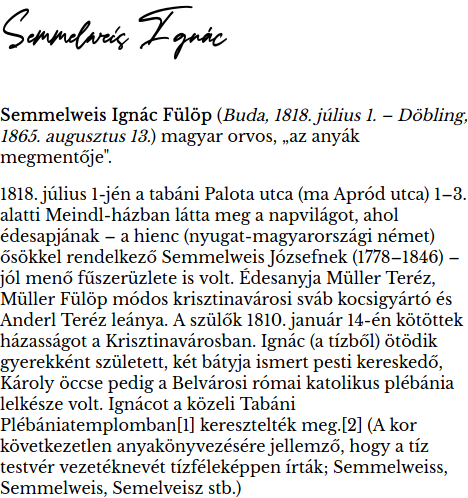 Semmelweis Ignác
Semmelweis Ignác Fülöp (Buda, 1818. július 1. – Döbling,
1865. augusztus 13.) magyar orvos, „az anyák
megmentője".
1818. július 1-jén a tabáni Palota utca (ma Apród utca) 1–3.
alatti Meindl-házban látta meg a napvilágot, ahol
édesapjának – a hienc (nyugat-magyarországi német)
ősökkel rendelkező Semmelweis Józsefnek (1778–1846) –
jól menő fűszerüzlete is volt. Édesanyja Müller Teréz,
Müller Fülöp módos krisztinavárosi sváb kocsigyártó és
Anderl Teréz leánya. A szülők 1810. január 14-én kötöttek
házasságot a Krisztinavárosban. Ignác (a tízből) ötödik
gyerekként született, két bátyja ismert pesti kereskedő,
Károly öccse pedig a Belvárosi római katolikus plébánia
lelkésze volt. Ignácot a közeli Tabáni
Plébániatemplomban[1] keresztelték meg.[2] (A kor
következetlen anyakönyvezésére jellemző, hogy a tíz
testvér vezetéknevét tízféleképpen írták; Semmelweiss,
Semmelweis, Semelveisz stb.)